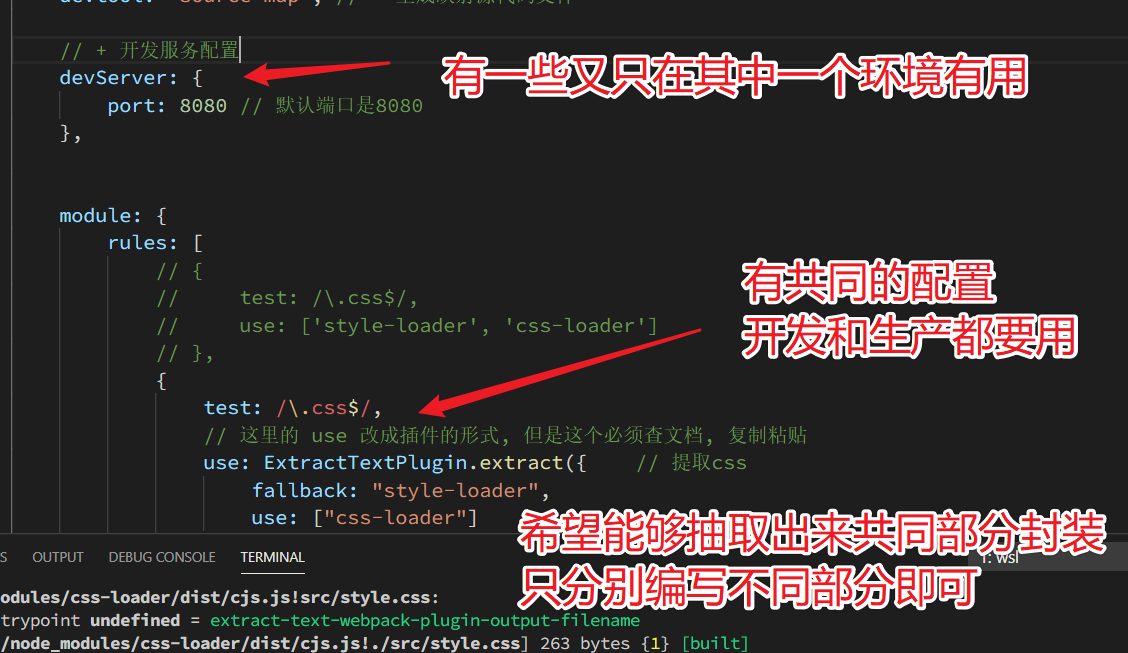 // + 开发服务配置
devServer: {
有一些又只在其中一个环境有用
port: 8080 // 默认端口是8080
},
module: {
rules: [
// {
//     test: /\.css$/,
//     use: ['style-loader', 'css-loader']
// },
有共同的配置
开发和生产都要用
{
test: /\.css$/,
// 这里的 use 改成插件的形式, 但是这个必须查文档, 复制粘贴
use: ExtractTextPlugin.extract({    // 提取css
fallback: "style-loader",
use: ["css-loader"]
希望能够抽取出来共同部分封装
只分别编写不同部分即可
S OUTPUT DEBUG CONSOLE TERMINAL 1: wsl
odules/css-loader/dist/cjs.js!src/style.css:
trypoint undefined = extract-text-webpack-plugin-output-filename
/node_modules/css-loader/dist/cjs.js!./src/style.css] 263 bytes {1} [built]